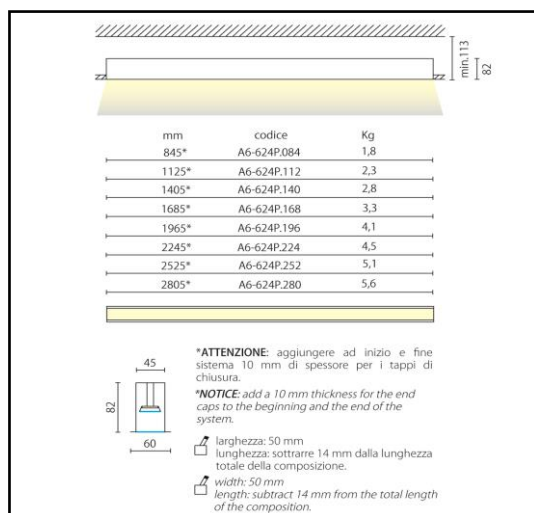 min.113
82
mm codice Kg
845* A6-624P.084 1,8
1125* A6-624P.112 2,3
1405* A6-624P.140 2,8
1685* A6-624P.168 3,3
1965* A6-624P.196 4,1
2245* A6-624P.224 4,5
2525* A6-624P.252 5,1
2805* A6-624P.280 5,6
45
82
60
*ATTENZIONE: aggiungere ad inizio e fine
sistema 10 mm di spessore per i tappi di
chiusura.
*NOTICE: add a 10 mm thickness for the end
caps to the beginning and the end of the
system.
larghezza: 50 mm
lunghezza: sottrarre 14 mm dalla lunghezza
totale della composizione.
width: 50 mm
length: subtract 14 mm from the total length
of the composition.